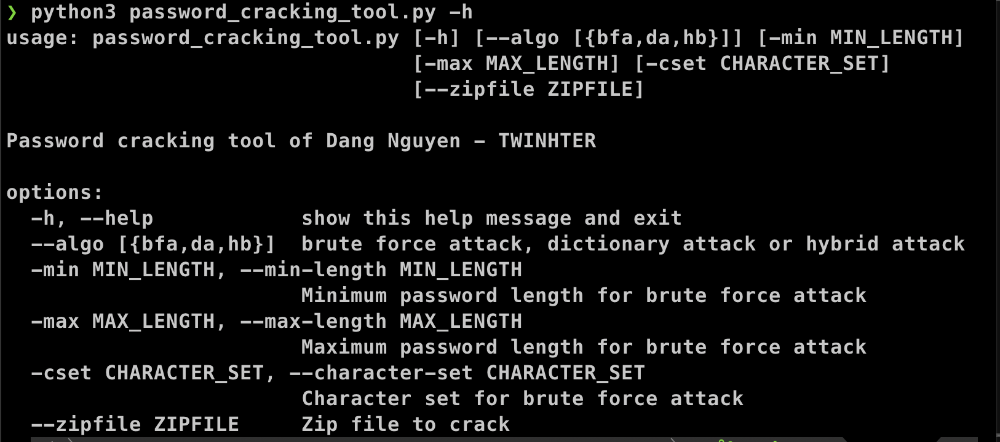 ❯ python3 password_cracking_tool.py -h
usage: password_cracking_tool.py [-h] [--algo [{bfa,da,hb}]] [-min MIN_LENGTH]
[-max MAX_LENGTH] [-cset CHARACTER_SET]
[--zipfile ZIPFILE]
Password cracking tool of Dang Nguyen - TWINHTER
options:
-h, --help show this help message and exit
--algo [{bfa,da,hb}] brute force attack, dictionary attack or hybrid attack
-min MIN_LENGTH, --min-length MIN_LENGTH
Minimum password length for brute force attack
-max MAX_LENGTH, --max-length MAX_LENGTH
Maximum password length for brute force attack
-cset CHARACTER_SET, --character-set CHARACTER_SET
Character set for brute force attack
--zipfile ZIPFILE Zip file to crack